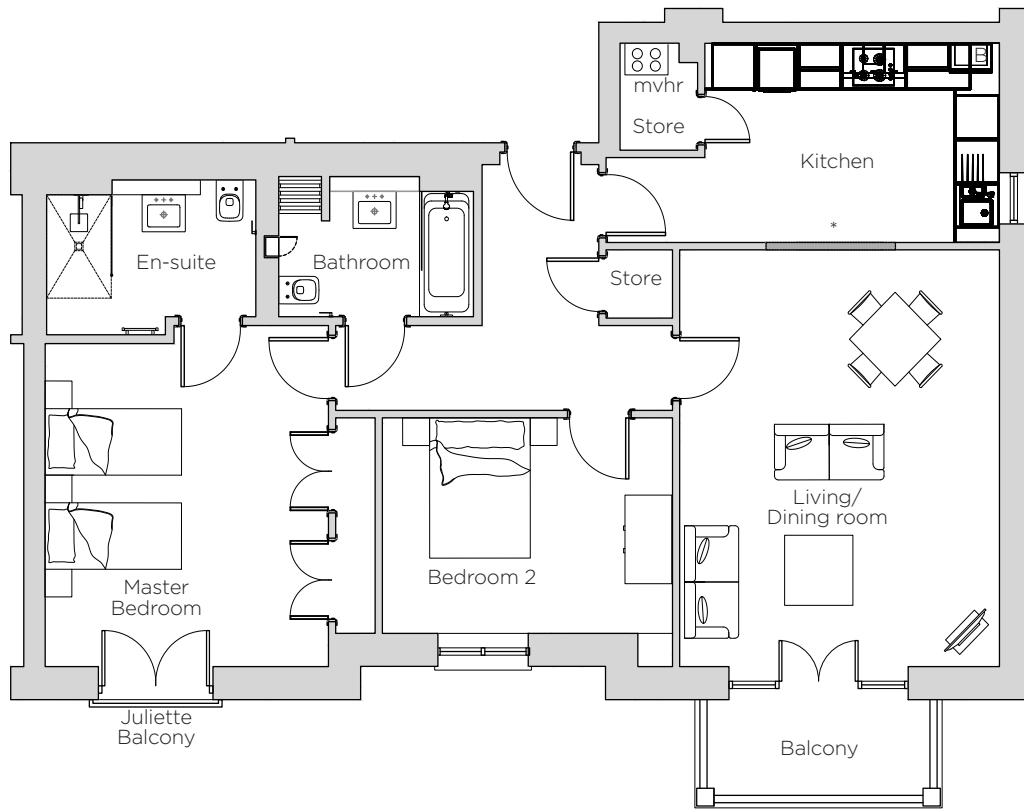 mvhr
Store
B
Kitchen
*
En-suite
Bathroom
Store
Living/
Dining room
Bedroom 2
Master
Bedroom
Juliette
Balcony
Balcony